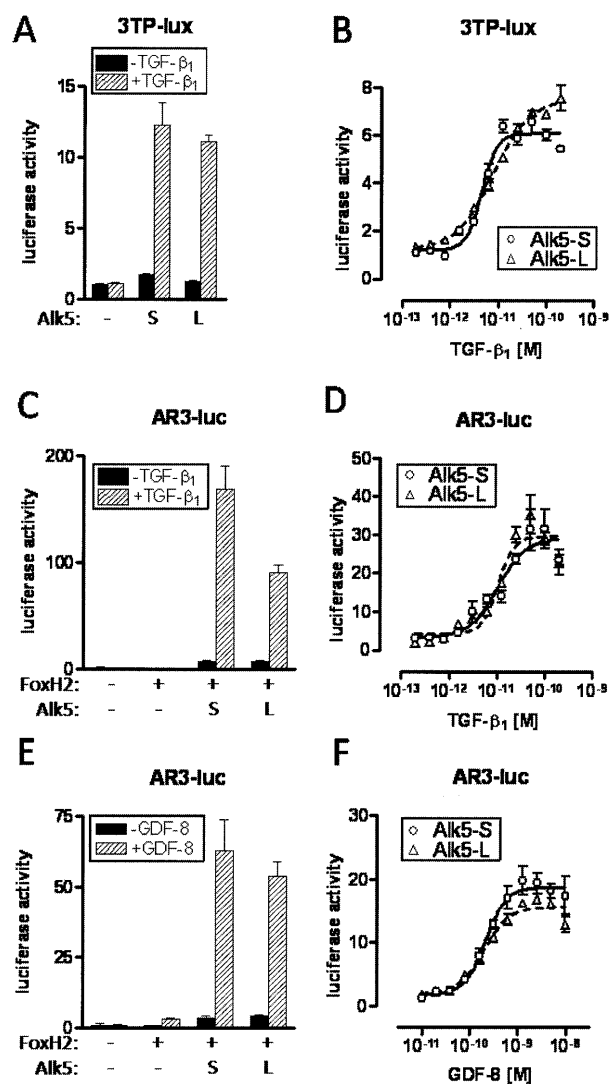 A
3TP-lux
-TGF-β₁
+TGF-β₁
15
10
5
0
luciferase activity
Alk5: - S L
B
3TP-lux
8
6
4
2
0
luciferase activity
Alk5-S
Alk5-L
10⁻¹³ 10⁻¹² 10⁻¹¹ 10⁻¹⁰ 10⁻⁹
TGF-β₁ [M]
C
AR3-luc
-TGF-β₁
+TGF-β₁
200
100
0
luciferase activity
FoxH2: - + + +
Alk5: - - S L
D
AR3-luc
Alk5-S
Alk5-L
50
40
30
20
10
0
luciferase activity
10⁻¹³ 10⁻¹² 10⁻¹¹ 10⁻¹⁰ 10⁻⁹
TGF-β₁ [M]
E
AR3-luc
-GDF-8
+GDF-8
75
50
25
0
luciferase activity
FoxH2: - + + +
Alk5: - - S L
F
AR3-luc
Alk5-S
Alk5-L
30
20
10
0
luciferase activity
10⁻¹¹ 10⁻¹⁰ 10⁻⁹ 10⁻⁸
GDF-8 [M]